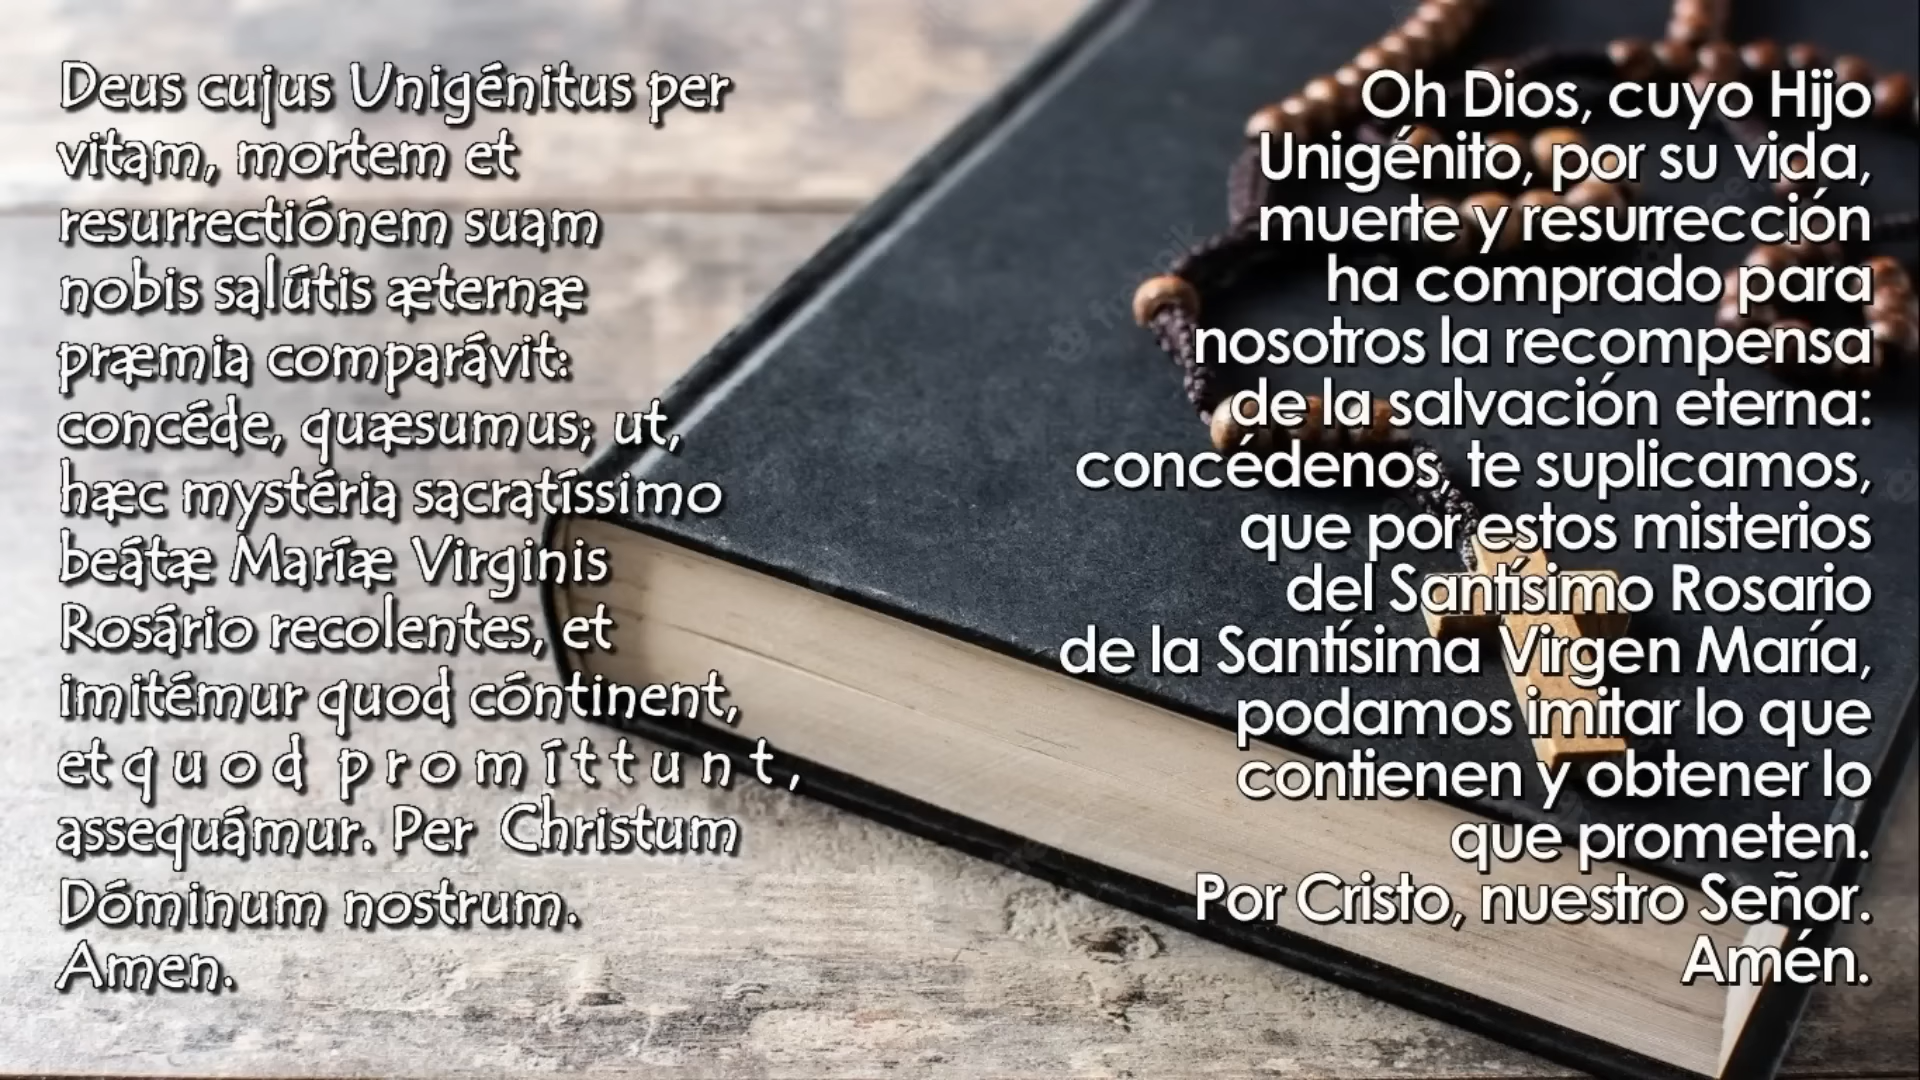 Deus cujus Unigénitus per
vitam, mortem et
resurrectiónem suam
nobis salútis æternæ
præmia comparávit:
concéde, quæsumus; ut,
hæc mystéria sacratíssimo
beátæ Maríæ Virginis
Rosário recolentes, et
imitémur quod cóntinent,
et quod promíttunt,
assequámur. Per Christum
Dóminum nostrum.
Amen.
Oh Dios, cuyo Hijo
Unigénito, por su vida,
muerte y resurrección
ha comprado para
nosotros la recompensa
de la salvación eterna:
concédenos, te suplicamos,
que por estos misterios
del Santísimo Rosario
de la Santísima Virgen María,
podamos imitar lo que
contienen y obtener lo
que prometen.
Por Cristo, nuestro Señor.
Amén.